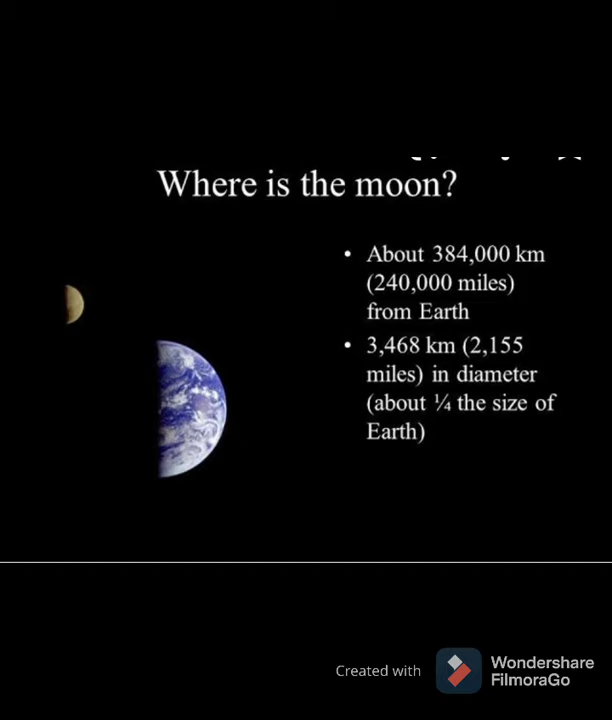 Where is the moon?
• About 384,000 km
(240,000 miles)
from Earth
• 3,468 km (2,155
miles) in diameter
(about ¼ the size of
Earth)
Created with
Wondershare
FilmoraGo